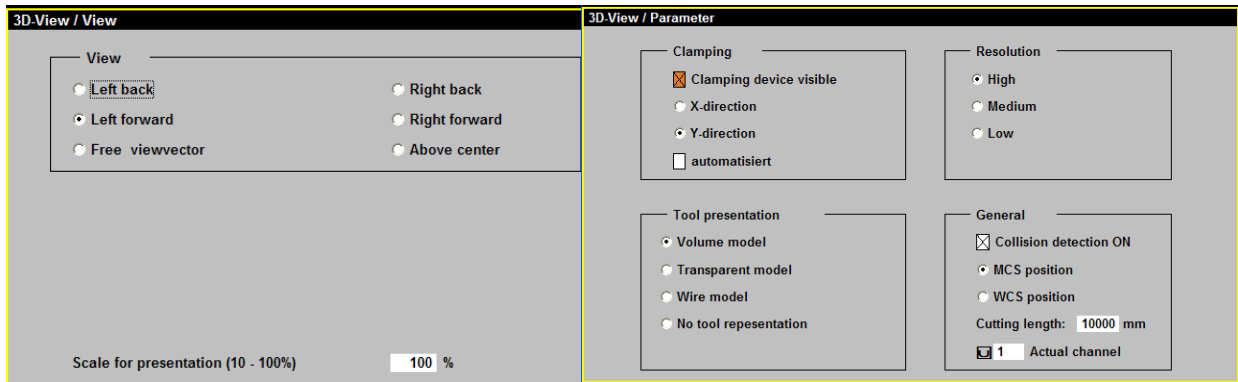 3D-View / View
View
Left back
Right back
Left forward
Right forward
Free viewvector
Above center
Scale for presentation (10 - 100%) 100 %
3D-View / Parameter
Clamping
Clamping device visible
X-direction
Y-direction
automatisiert
Resolution
High
Medium
Low
Tool presentation
Volume model
Transparent model
Wire model
No tool repesentation
General
Collision detection ON
MCS position
WCS position
Cutting length: 10000 mm
1 Actual channel